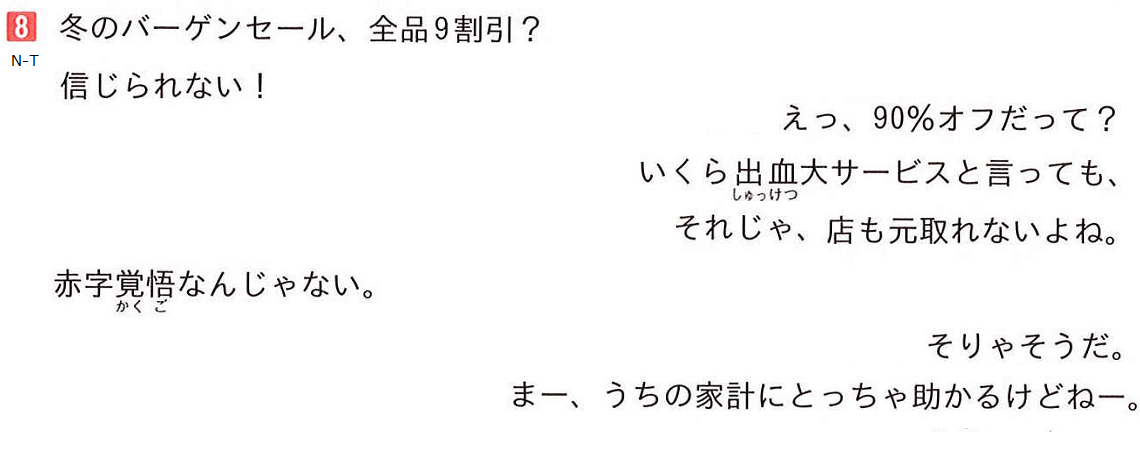 8 冬のバーゲンセール、全品9割引？
N-T
信じられない！
えっ、90％オフだって？
いくら出血大サービスと言っても、
しゅっけつ
それじゃ、店も元取れないよね。
赤字覚悟なんじゃない。
かくご
そりゃそうだ。
まー、うちの家計にとっちゃ助かるけどねー。